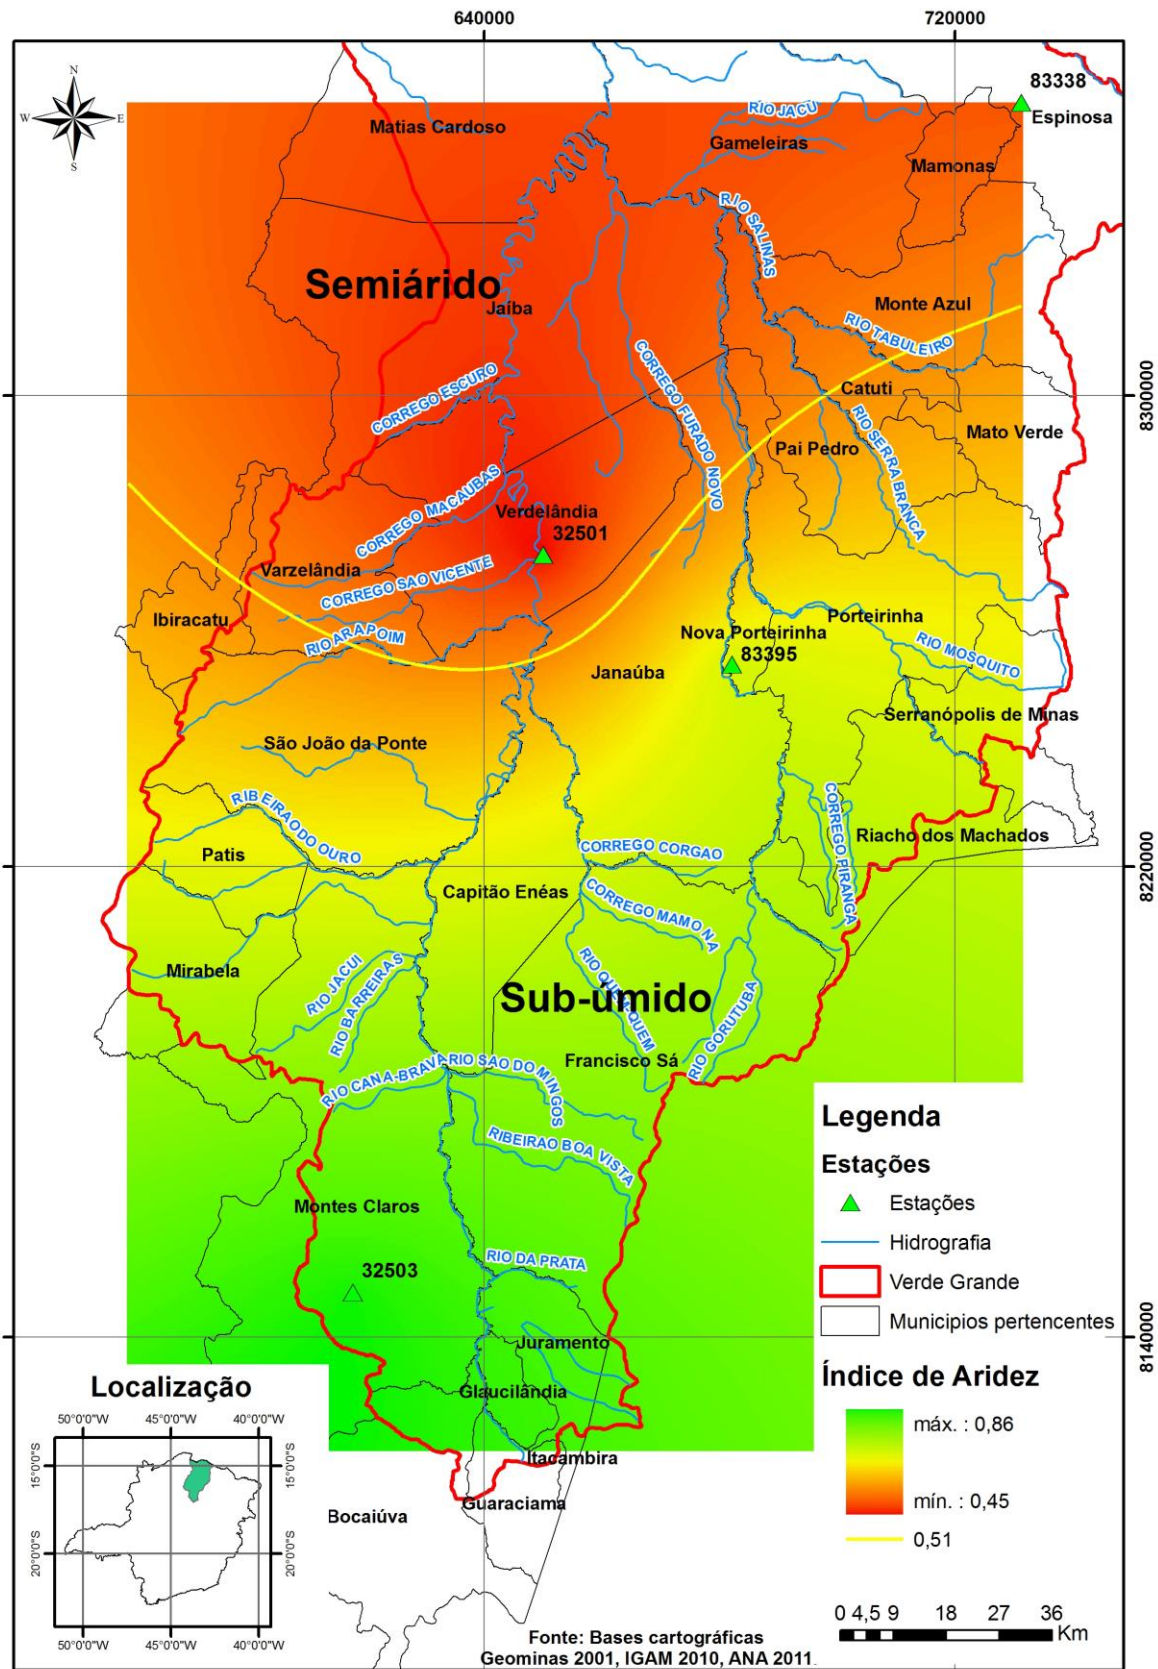 640000
720000
N
W
E
S
83338
Espinosa
RIO JACÚ
Matias Cardoso
Gameleiras
Mamonas
RIO SALINAS
Semiárido
Jaíba
Monte Azul
RIO TABULEIRO
CORREGO ESCURO
CORREGO FURADO NOVO
Catuti
8300000
RIO SERRA BRANCA
Mato Verde
Pai Pedro
CORREGO MACAUBAS
Verdelândia
32501
Varzelândia
CORREGO SAO VICENTE
Ibiracatu
RIO ARAPOIM
Porteirinha
Nova Porteirinha
83395
RIO MOSQUITO
Janaúba
Serranópolis de Minas
São João da Ponte
RIBEIRAO DO OURO
CORREGO PIRANGA
Riacho dos Machados
Patis
CORREGO CORGAO
8220000
Capitão Enéas
CORREGO MAMONA
Mirabela
RIO JACUI
RIO BARREIRAS
RIO QUEM-QUEM
Sub-úmido
RIO GORUTUBA
Francisco Sá
RIO CANA-BRAVA
RIO SAO DOMINGOS
RIBEIRAO BOA VISTA
Montes Claros
RIO DA PRATA
32503
8140000
Juramento
Glaucilândia
Itacambira
Guaraciama
Bocaiúva
Legenda
Estações
Estações
Hidrografia
Verde Grande
Municipios pertencentes
Índice de Aridez
máx. : 0,86
mín. : 0,45
0,51
Localização
50°0'0"W 45°0'0"W 40°0'0"W
15°0'0"S
15°0'0"S
20°0'0"S
20°0'0"S
50°0'0"W 45°0'0"W 40°0'0"W
0 4,5 9 18 27 36
Km
Fonte: Bases cartográficas
Geominas 2001, IGAM 2010, ANA 2011.